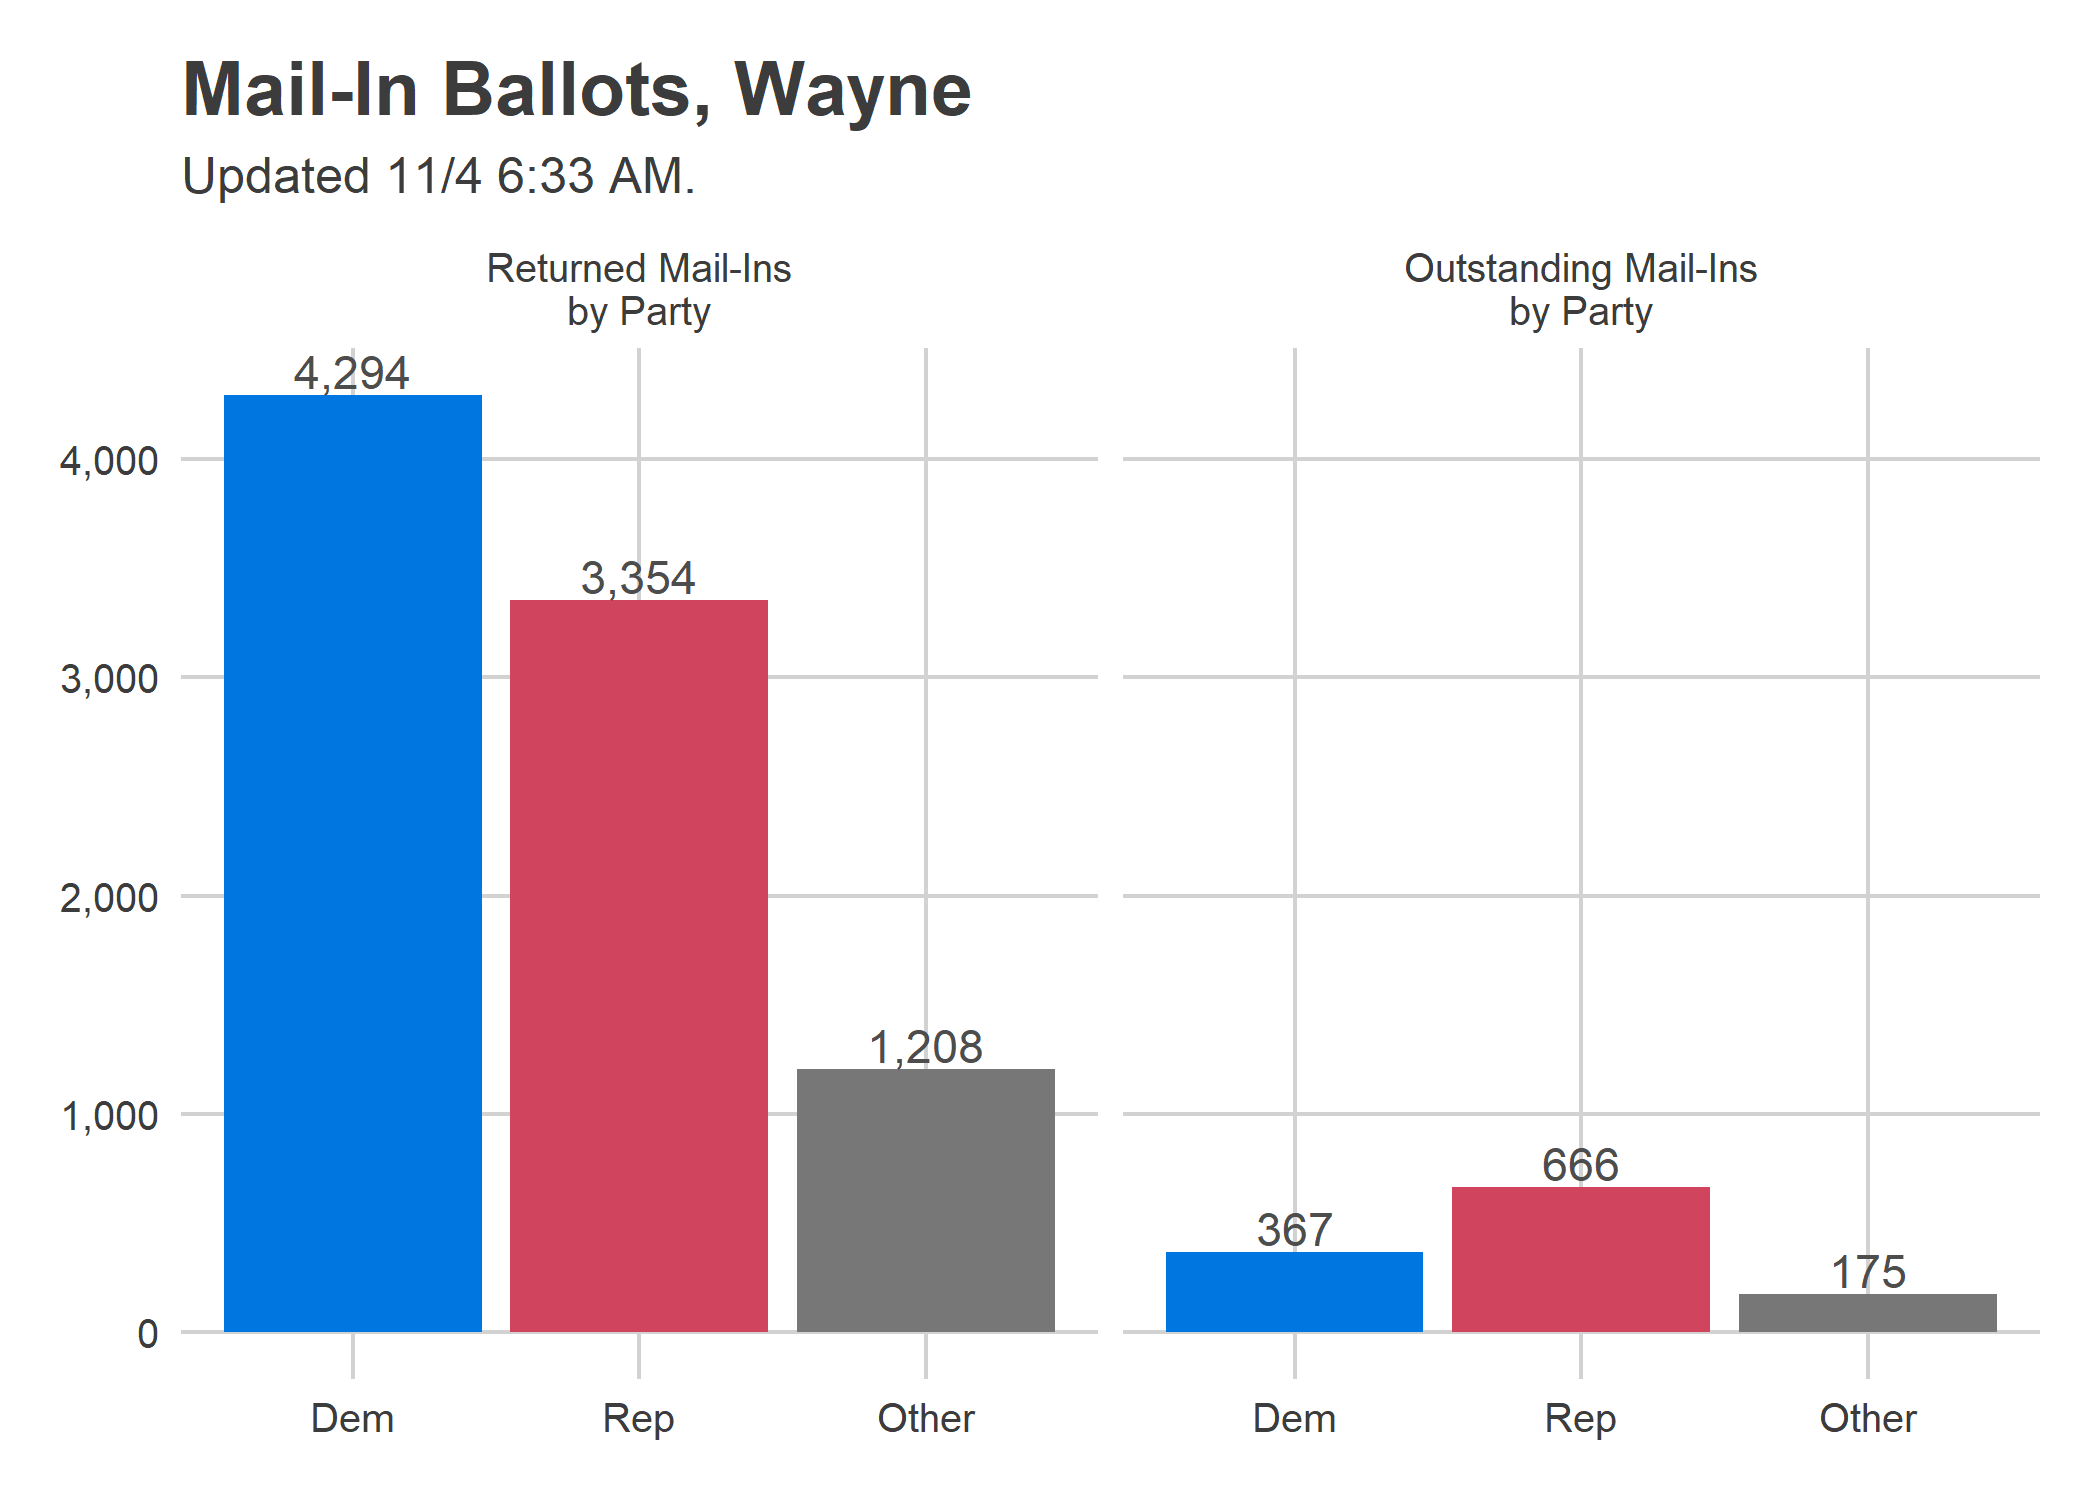 Mail-In Ballots, Wayne
Updated 11/4 6:33 AM.
Returned Mail-Ins
by Party
Outstanding Mail-Ins
by Party
4,294
3,354
1,208
367
666
175
4,000
3,000
2,000
1,000
0
Dem
Rep
Other
Dem
Rep
Other